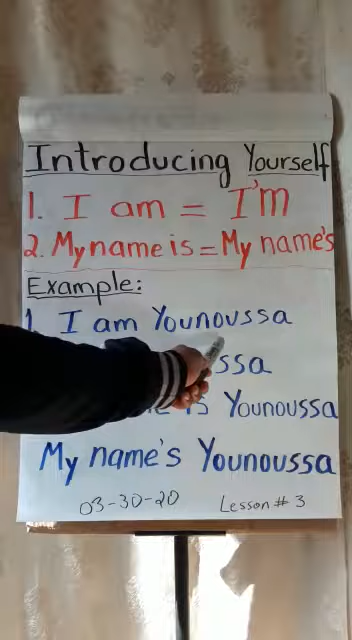 Introducing Yourself
1. I am = I'm
2. My name is = My name's
Example:
1. I am Younoussa
ssa
is Younoussa
My name's Younoussa
03-30-20 Lesson # 3